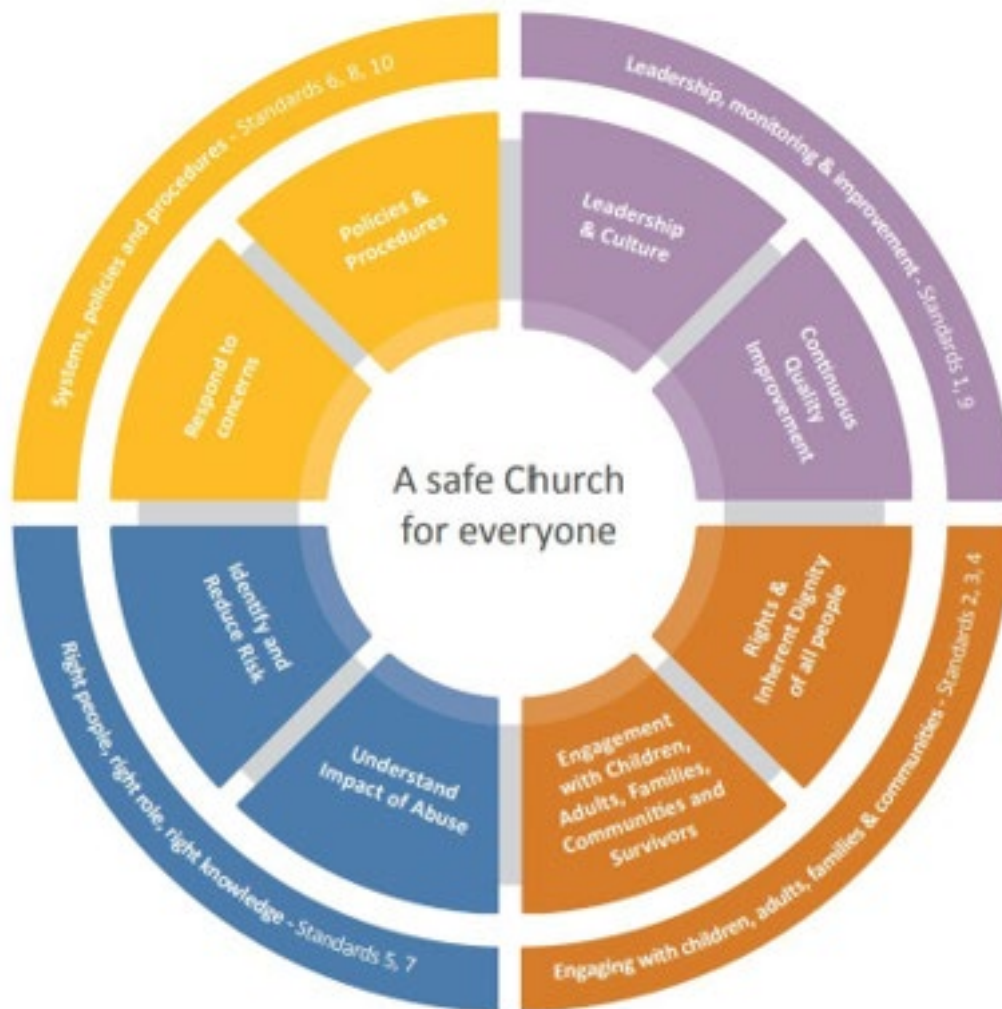 Systems, policies and procedures - Standards 6, 8, 10
Leadership, monitoring & improvement - Standards 1, 9
Policies &
Procedures
Leadership
& Culture
Respond to
concerns
Continuous
Quality
Improvement
A safe Church
for everyone
Identify and
Reduce Risk
Rights &
Inherent Dignity
of all people
Understand
Impact of Abuse
Engagement
with Children,
Adults, Families,
Communities and
Survivors
Right people, right role, right knowledge - Standards 5, 7
Engaging with children, adults, families & communities - Standards 2, 3, 4